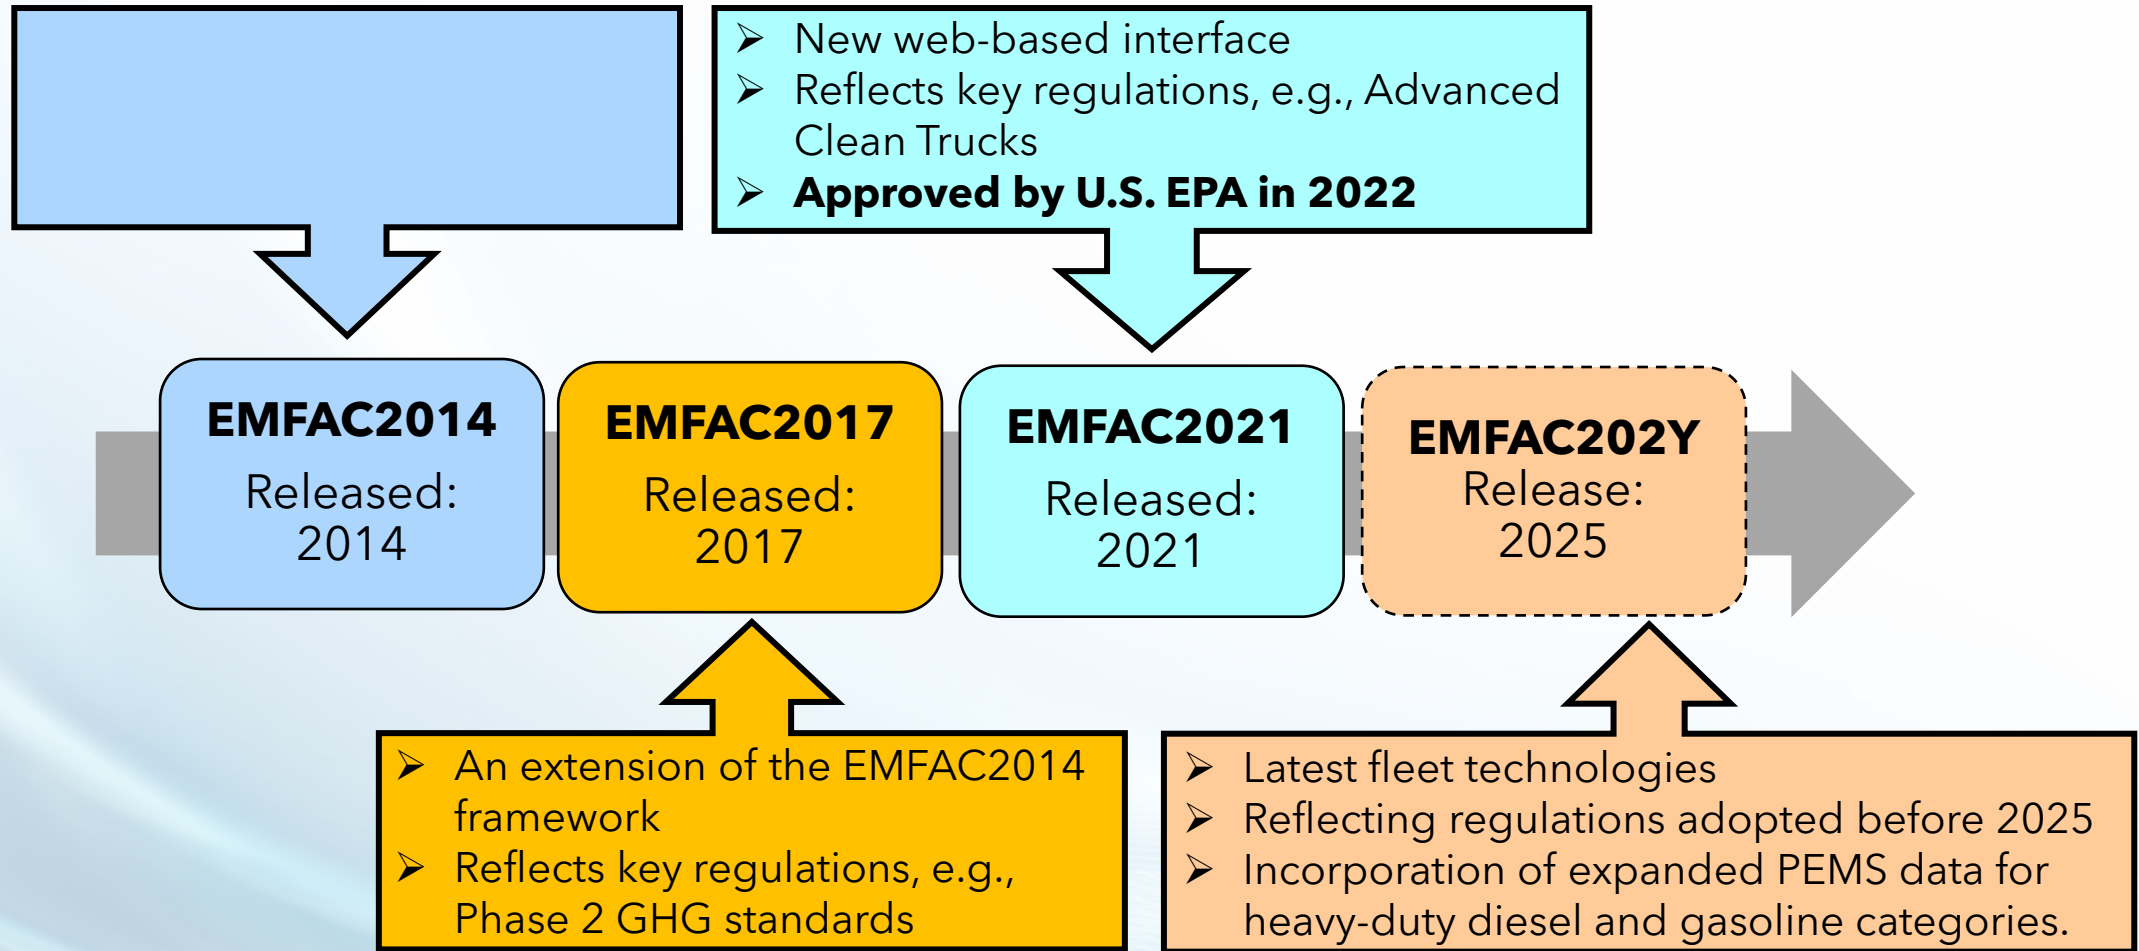 ➢ New web-based interface
➢ Reflects key regulations, e.g., Advanced
Clean Trucks
➢ Approved by U.S. EPA in 2022
EMFAC2014
Released:
2014
EMFAC2017
Released:
2017
EMFAC2021
Released:
2021
EMFAC202Y
Release:
2025
➢ An extension of the EMFAC2014
framework
➢ Reflects key regulations, e.g.,
Phase 2 GHG standards
➢ Latest fleet technologies
➢ Reflecting regulations adopted before 2025
➢ Incorporation of expanded PEMS data for
heavy-duty diesel and gasoline categories.